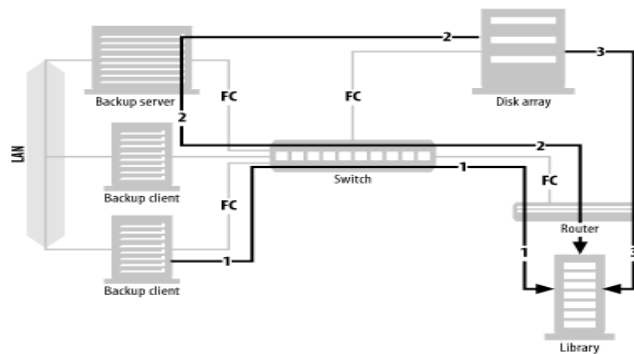 2
3
Backup server
FC
FC
Disk array
2
LAN
2
Switch
1
FC
Backup client
FC
Router
1
1
3
Backup client
Library